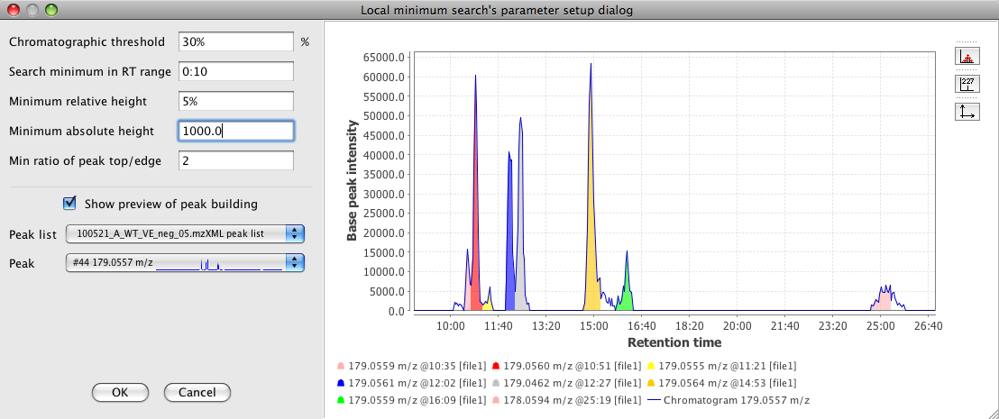 Local minimum search's parameter setup dialog
Chromatographic threshold 30% %
Search minimum in RT range 0:10
Minimum relative height 5%
Minimum absolute height 1000.0
Min ratio of peak top/edge 2
Show preview of peak building
Peak list 100521_A_WT_VE_neg_05.mzXML peak list
Peak #44 179.0557 m/z
OK Cancel
Base peak intensity
65000.0
60000.0
55000.0
50000.0
45000.0
40000.0
35000.0
30000.0
25000.0
20000.0
15000.0
10000.0
5000.0
0.0
10:00 11:40 13:20 15:00 16:40 18:20 20:00 21:40 23:20 25:00 26:40
Retention time
179.0559 m/z @10:35 [file1] 179.0560 m/z @10:51 [file1] 179.0555 m/z @11:21 [file1]
179.0561 m/z @12:02 [file1] 179.0462 m/z @12:27 [file1] 179.0564 m/z @14:53 [file1]
179.0559 m/z @16:09 [file1] 178.0594 m/z @25:19 [file1] Chromatogram 179.0557 m/z
227